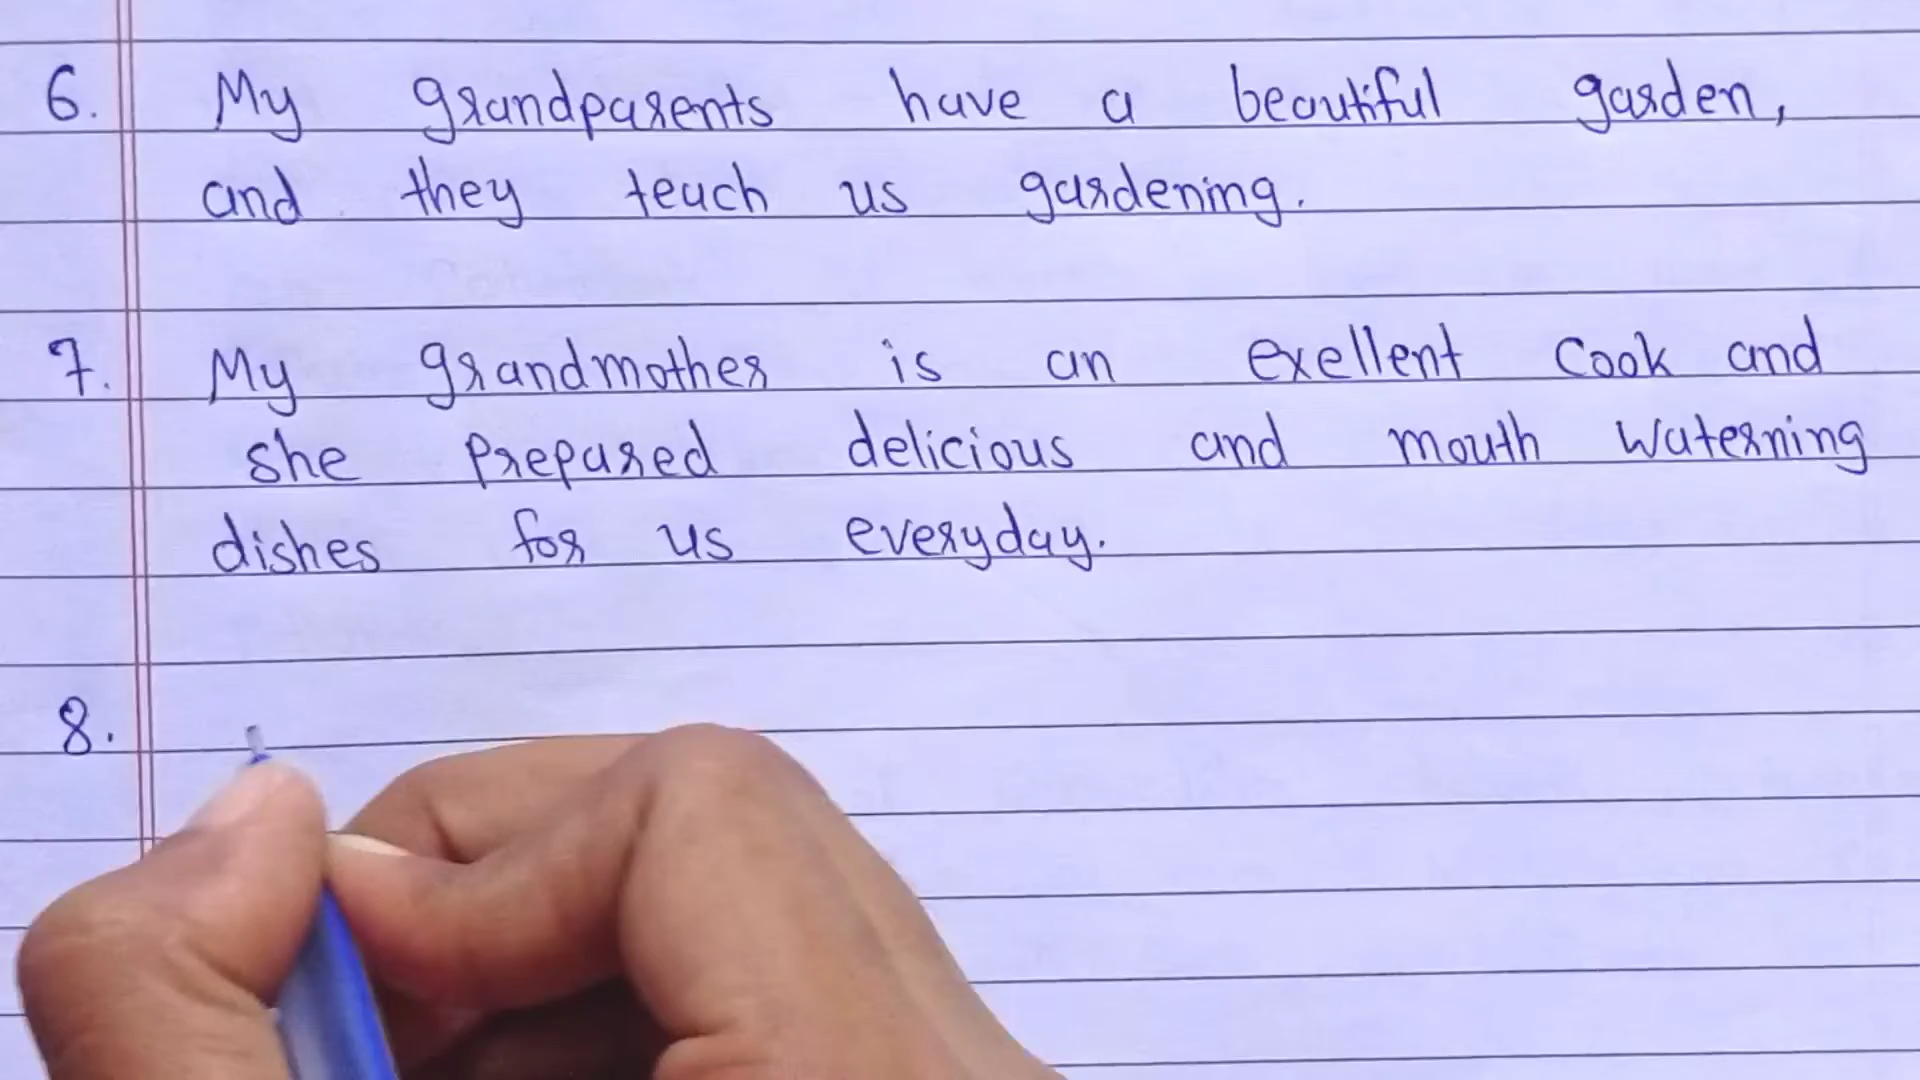 6. My grandparents have a beautiful garden,
and they teach us gardening.
7. My grandmother is an exellent Cook and
she prepared delicious and mouth waterning
dishes for us everyday.
8.